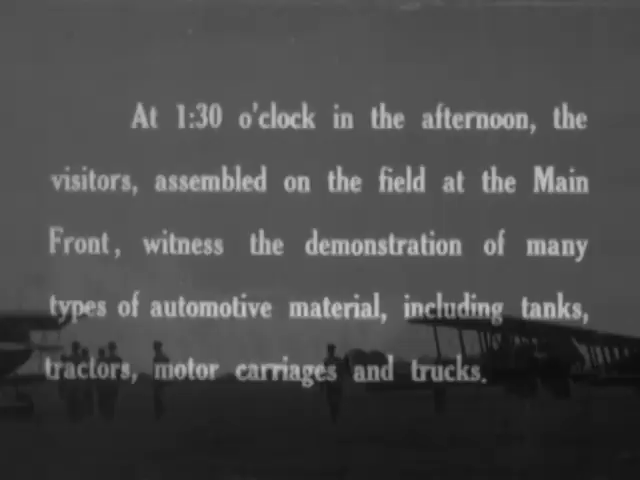 At 1:30 o'clock in the afternoon, the
visitors, assembled on the field at the Main
Front, witness the demonstration of many
types of automotive material, including tanks,
tractors, motor carriages and trucks.